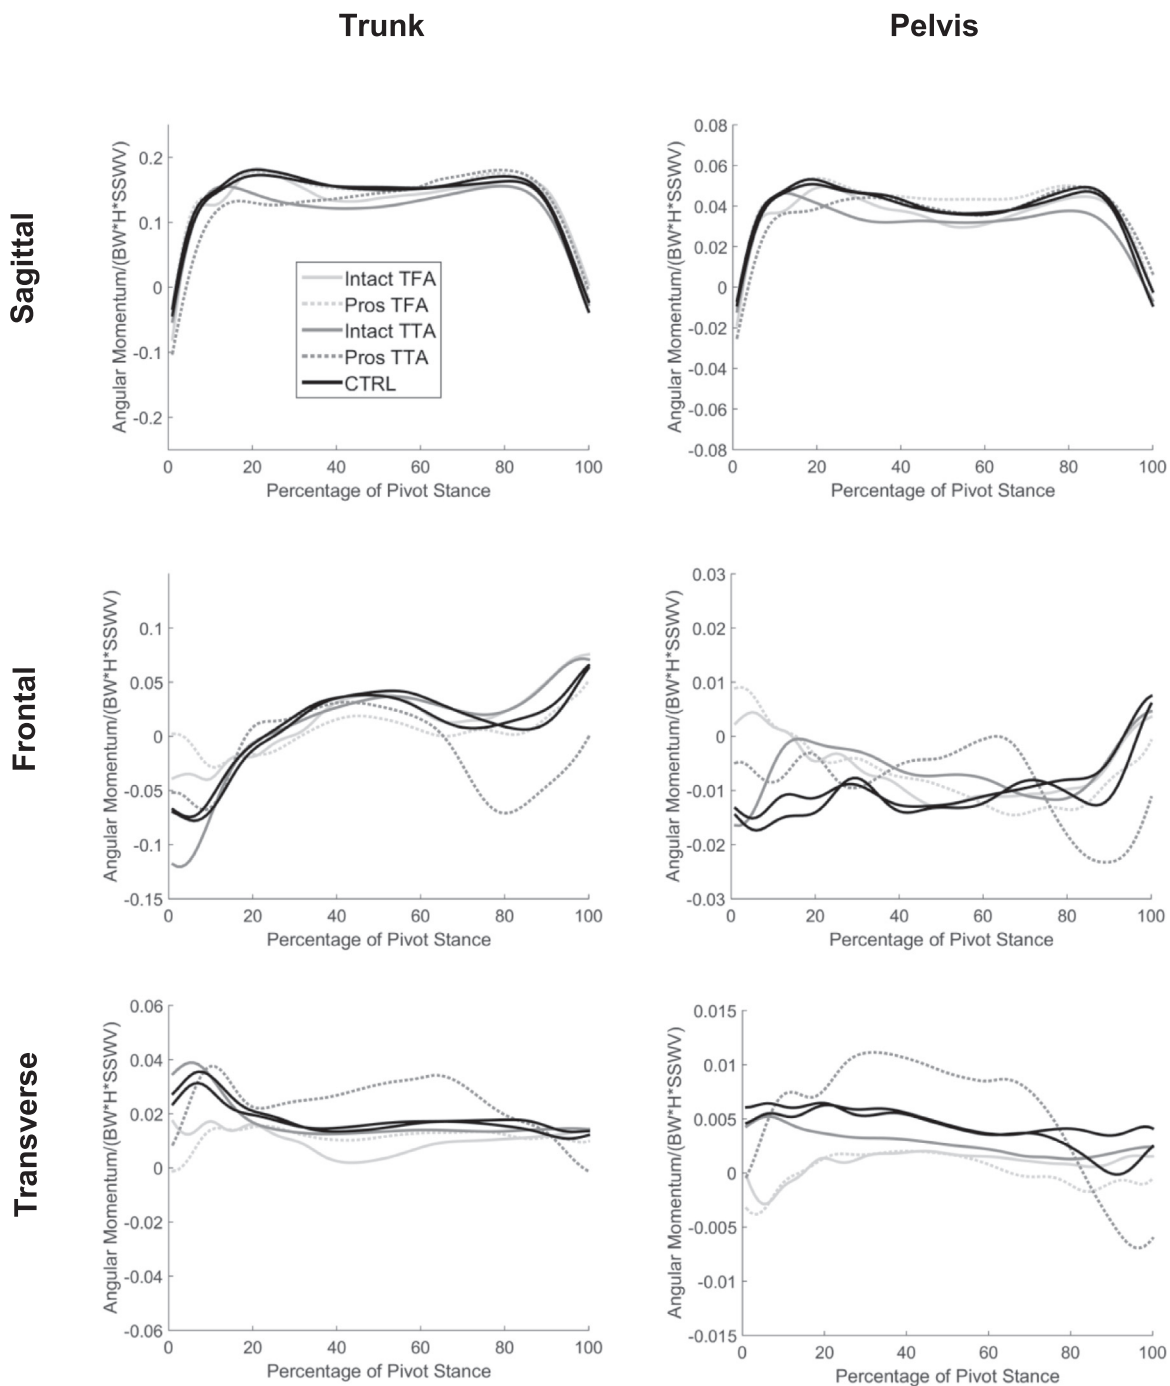 Trunk
Pelvis
Sagittal
Angular Momentum/(BW*H*SSWV)
0.2
0.1
0
-0.1
-0.2
Intact TFA
Pros TFA
Intact TTA
Pros TTA
CTRL
0 20 40 60 80 100
Percentage of Pivot Stance
Angular Momentum/(BW*H*SSWV)
0.08
0.06
0.04
0.02
0
-0.02
-0.04
-0.06
-0.08
0 20 40 60 80 100
Percentage of Pivot Stance
Frontal
Angular Momentum/(BW*H*SSWV)
0.1
0.05
0
-0.05
-0.1
-0.15
0 20 40 60 80 100
Percentage of Pivot Stance
Angular Momentum/(BW*H*SSWV)
0.03
0.02
0.01
0
-0.01
-0.02
-0.03
0 20 40 60 80 100
Percentage of Pivot Stance
Transverse
Angular Momentum/(BW*H*SSWV)
0.06
0.04
0.02
0
-0.02
-0.04
-0.06
0 20 40 60 80 100
Percentage of Pivot Stance
Angular Momentum/(BW*H*SSWV)
0.015
0.01
0.005
0
-0.005
-0.01
-0.015
0 20 40 60 80 100
Percentage of Pivot Stance